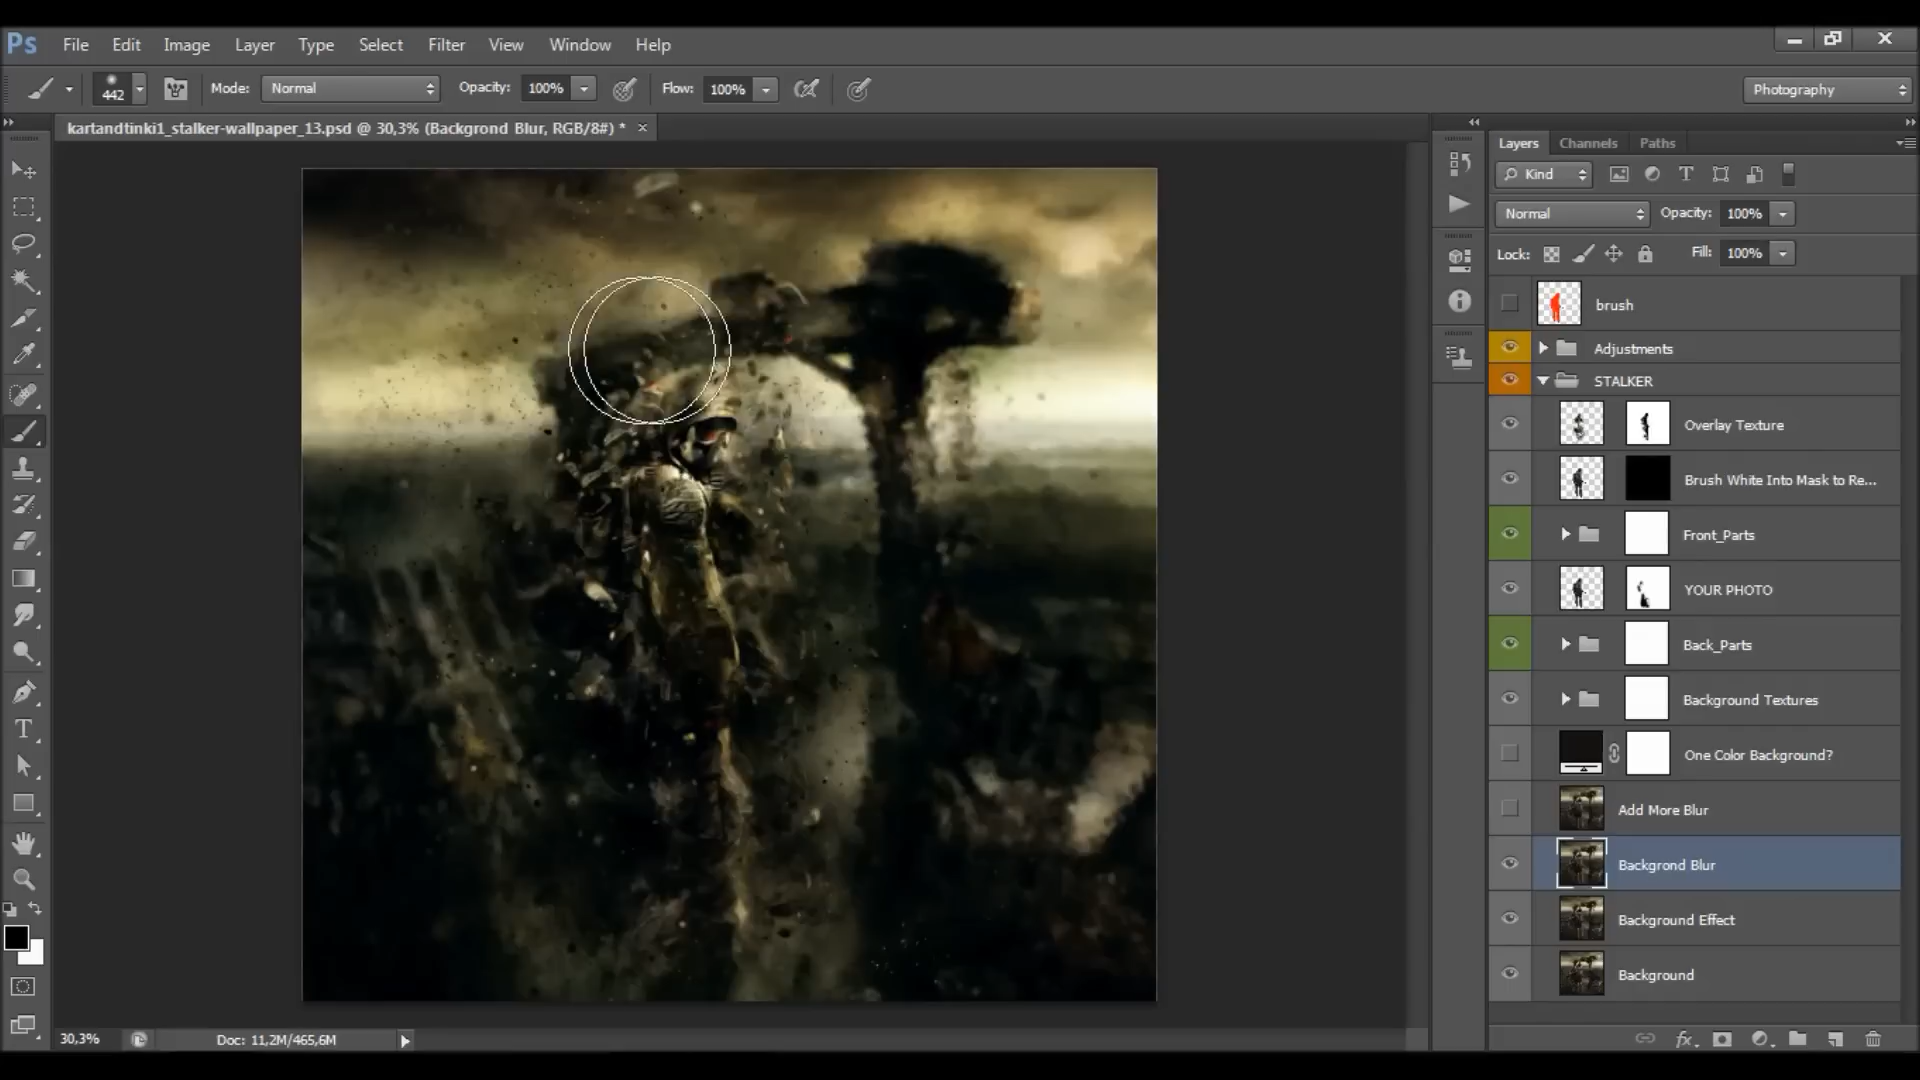 Ps File Edit Image Layer Type Select Filter View Window Help
442 Mode: Normal Opacity: 100% Flow: 100% Photography
kartandtinki1_stalker-wallpaper_13.psd @ 30,3% (Backgrond Blur, RGB/8#) * ×
Layers Channels Paths
Kind
Normal Opacity: 100%
Lock: Fill: 100%
brush
Adjustments
STALKER
Overlay Texture
Brush White Into Mask to Re...
Front_Parts
YOUR PHOTO
Back_Parts
Background Textures
One Color Background?
Add More Blur
Backgrond Blur
Background Effect
Background
30,3% Doc: 11,2M/465,6M